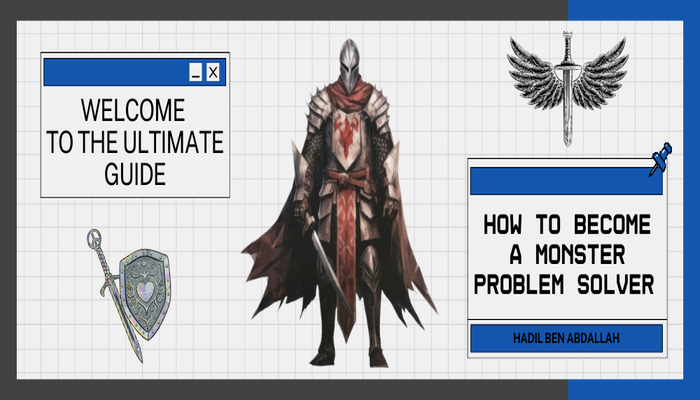 WELCOME
TO THE ULTIMATE
GUIDE
HOW TO BECOME
A MONSTER
PROBLEM SOLVER
HADIL BEN ABDALLAH